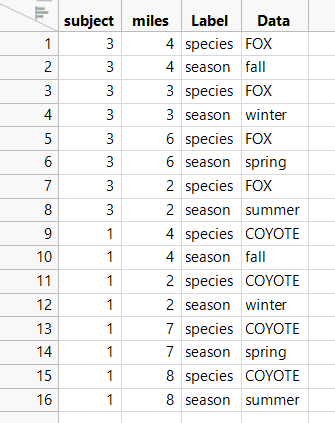 subject miles Label Data
1 3 4 species FOX
2 3 4 season fall
3 3 3 species FOX
4 3 3 season winter
5 3 6 species FOX
6 3 6 season spring
7 3 2 species FOX
8 3 2 season summer
9 1 4 species COYOTE
10 1 4 season fall
11 1 2 species COYOTE
12 1 2 season winter
13 1 7 species COYOTE
14 1 7 season spring
15 1 8 species COYOTE
16 1 8 season summer